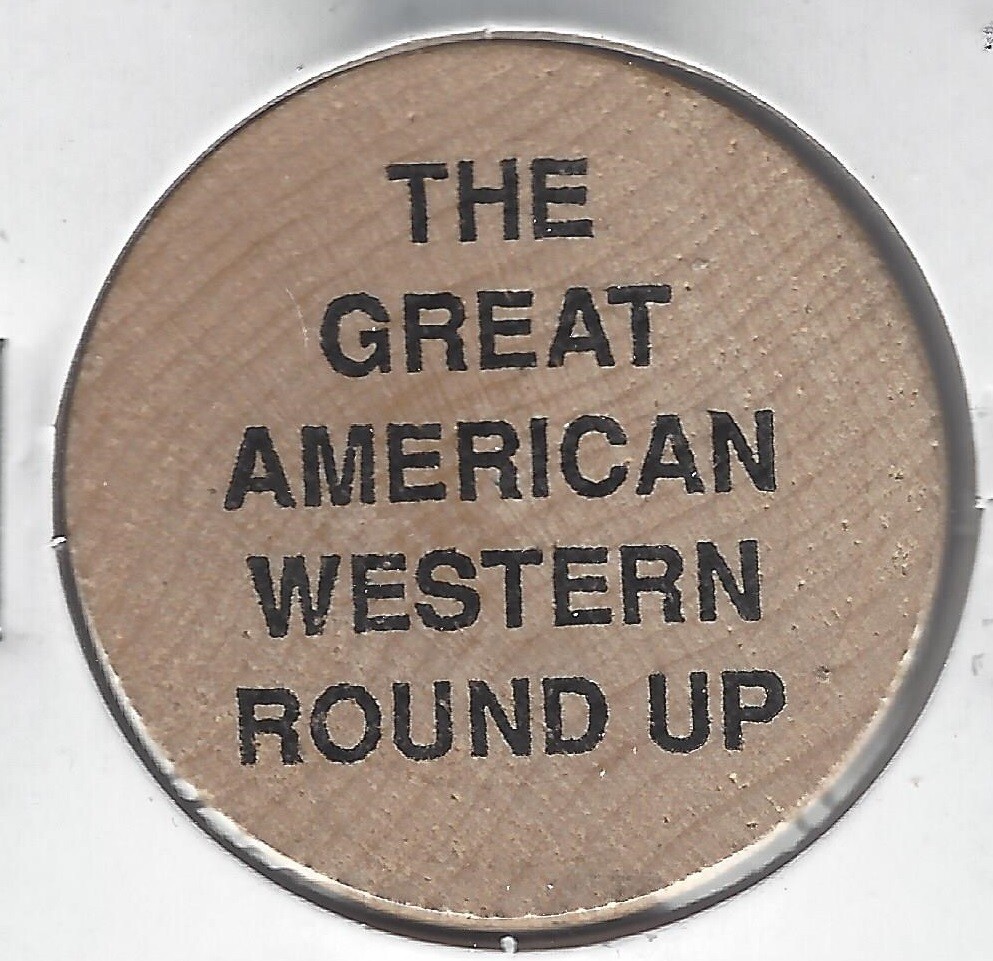 THE
GREAT
AMERICAN
WESTERN
ROUND UP